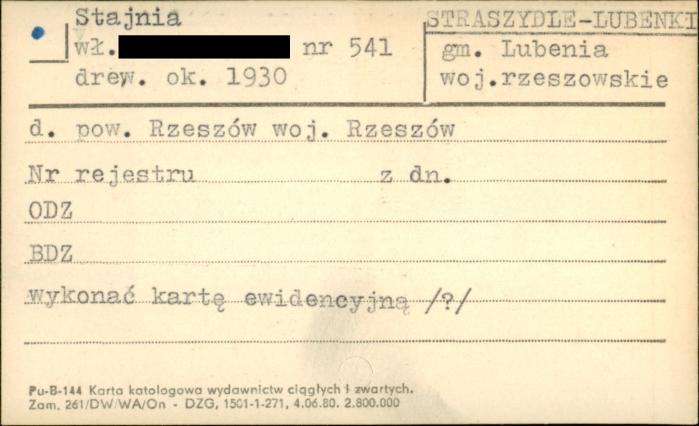 Stajnia
wł. nr 541
drew. ok. 1930
STRASZYDLE-LUBENKI
gm. Lubenia
woj.rzeszowskie
d. pow. Rzeszów woj. Rzeszów
Nr rejestru z dn.
ODZ
BDZ
wykonać kartę ewidencyjną /?/
Pu-B-144 Karta katologowa wydawnictw ciągłych i zwartych.
Zam. 261/DW/WA/On - DZG, 1501-1-271, 4.06.80. 2.800.000